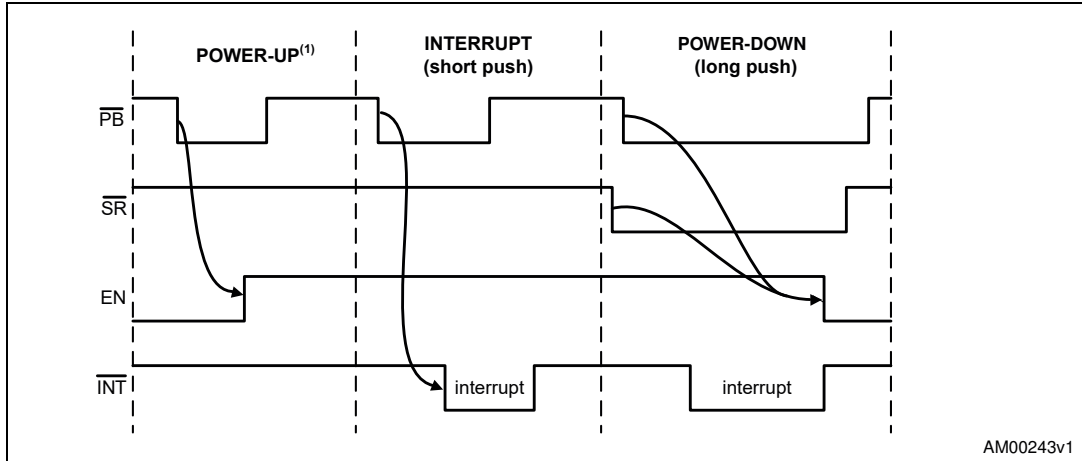 POWER-UP(1)
INTERRUPT
(short push)
POWER-DOWN
(long push)
PB
SR
EN
INT
interrupt
interrupt
AM00243v1